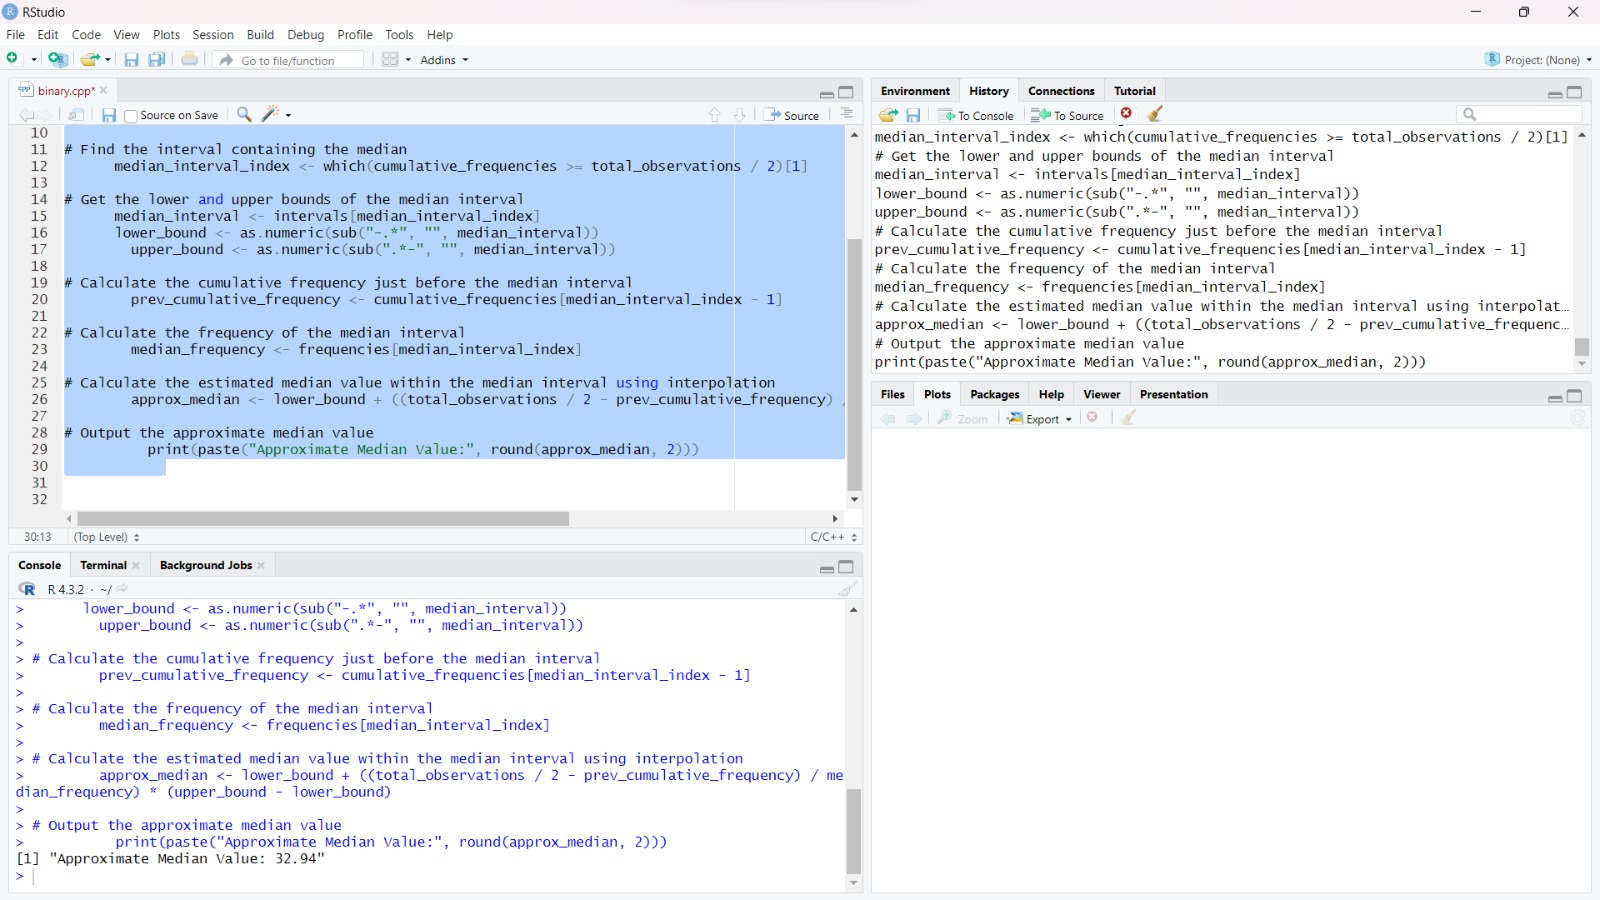 RStudio
File Edit Code View Plots Session Build Debug Profile Tools Help
Go to file/function Addins Project: (None)
binary.cpp*
Source on Save Source
10
11 # Find the interval containing the median
12 median_interval_index <- which(cumulative_frequencies >= total_observations / 2)[1]
13
14 # Get the lower and upper bounds of the median interval
15 median_interval <- intervals[median_interval_index]
16 lower_bound <- as.numeric(sub("-.*", "", median_interval))
17 upper_bound <- as.numeric(sub(".*-", "", median_interval))
18
19 # Calculate the cumulative frequency just before the median interval
20 prev_cumulative_frequency <- cumulative_frequencies[median_interval_index - 1]
21
22 # Calculate the frequency of the median interval
23 median_frequency <- frequencies[median_interval_index]
24
25 # Calculate the estimated median value within the median interval using interpolation
26 approx_median <- lower_bound + ((total_observations / 2 - prev_cumulative_frequency) /
27
28 # Output the approximate median value
29 print(paste("Approximate Median Value:", round(approx_median, 2)))
30
31
32
30:13 (Top Level) C/C++
Console Terminal Background Jobs
R R 4.3.2 · ~/
> lower_bound <- as.numeric(sub("-.*", "", median_interval))
> upper_bound <- as.numeric(sub(".*-", "", median_interval))
>
> # Calculate the cumulative frequency just before the median interval
> prev_cumulative_frequency <- cumulative_frequencies[median_interval_index - 1]
>
> # Calculate the frequency of the median interval
> median_frequency <- frequencies[median_interval_index]
>
> # Calculate the estimated median value within the median interval using interpolation
> approx_median <- lower_bound + ((total_observations / 2 - prev_cumulative_frequency) / me
dian_frequency) * (upper_bound - lower_bound)
>
> # Output the approximate median value
> print(paste("Approximate Median Value:", round(approx_median, 2)))
[1] "Approximate Median Value: 32.94"
>
Environment History Connections Tutorial
To Console To Source
median_interval_index <- which(cumulative_frequencies >= total_observations / 2)[1]
# Get the lower and upper bounds of the median interval
median_interval <- intervals[median_interval_index]
lower_bound <- as.numeric(sub("-.*", "", median_interval))
upper_bound <- as.numeric(sub(".*-", "", median_interval))
# Calculate the cumulative frequency just before the median interval
prev_cumulative_frequency <- cumulative_frequencies[median_interval_index - 1]
# Calculate the frequency of the median interval
median_frequency <- frequencies[median_interval_index]
# Calculate the estimated median value within the median interval using interpolat…
approx_median <- lower_bound + ((total_observations / 2 - prev_cumulative_frequenc…
# Output the approximate median value
print(paste("Approximate Median Value:", round(approx_median, 2)))
Files Plots Packages Help Viewer Presentation
Zoom Export